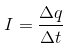 I = Δq / Δt